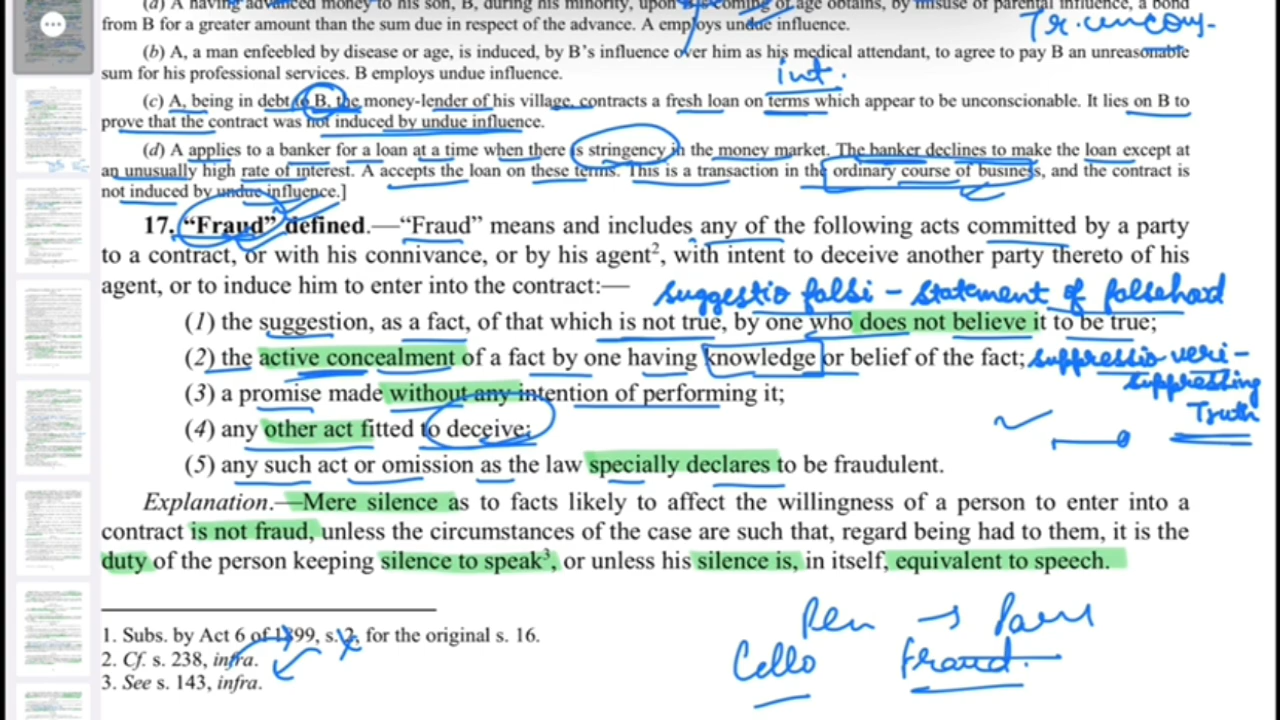 (a) A having advanced money to his son, B, during his minority, upon B's coming of age obtains, by misuse of parental influence, a bond
from B for a greater amount than the sum due in respect of the advance. A employs undue influence.
(b) A, a man enfeebled by disease or age, is induced, by B's influence over him as his medical attendant, to agree to pay B an unreasonable
sum for his professional services. B employs undue influence.
int.
(c) A, being in debt to B, the money-lender of his village, contracts a fresh loan on terms which appear to be unconscionable. It lies on B to
prove that the contract was not induced by undue influence.
(d) A applies to a banker for a loan at a time when there is stringency in the money market. The banker declines to make the loan except at
an unusually high rate of interest. A accepts the loan on these terms. This is a transaction in the ordinary course of business, and the contract is
not induced by undue influence.]
17. “Fraud” defined.—“Fraud” means and includes any of the following acts committed by a party
to a contract, or with his connivance, or by his agent2, with intent to deceive another party thereto of his
agent, or to induce him to enter into the contract:—
suggestio falsi - statement of falsehood
(1) the suggestion, as a fact, of that which is not true, by one who does not believe it to be true;
(2) the active concealment of a fact by one having knowledge or belief of the fact; suppressio veri -
suppressing
Truth
(3) a promise made without any intention of performing it;
(4) any other act fitted to deceive;
(5) any such act or omission as the law specially declares to be fraudulent.
Explanation.—Mere silence as to facts likely to affect the willingness of a person to enter into a
contract is not fraud, unless the circumstances of the case are such that, regard being had to them, it is the
duty of the person keeping silence to speak3, or unless his silence is, in itself, equivalent to speech.
Pen →
Cello Fraud.
1. Subs. by Act 6 of 1899, s. 2, for the original s. 16.
2. Cf. s. 238, infra.
3. See s. 143, infra.